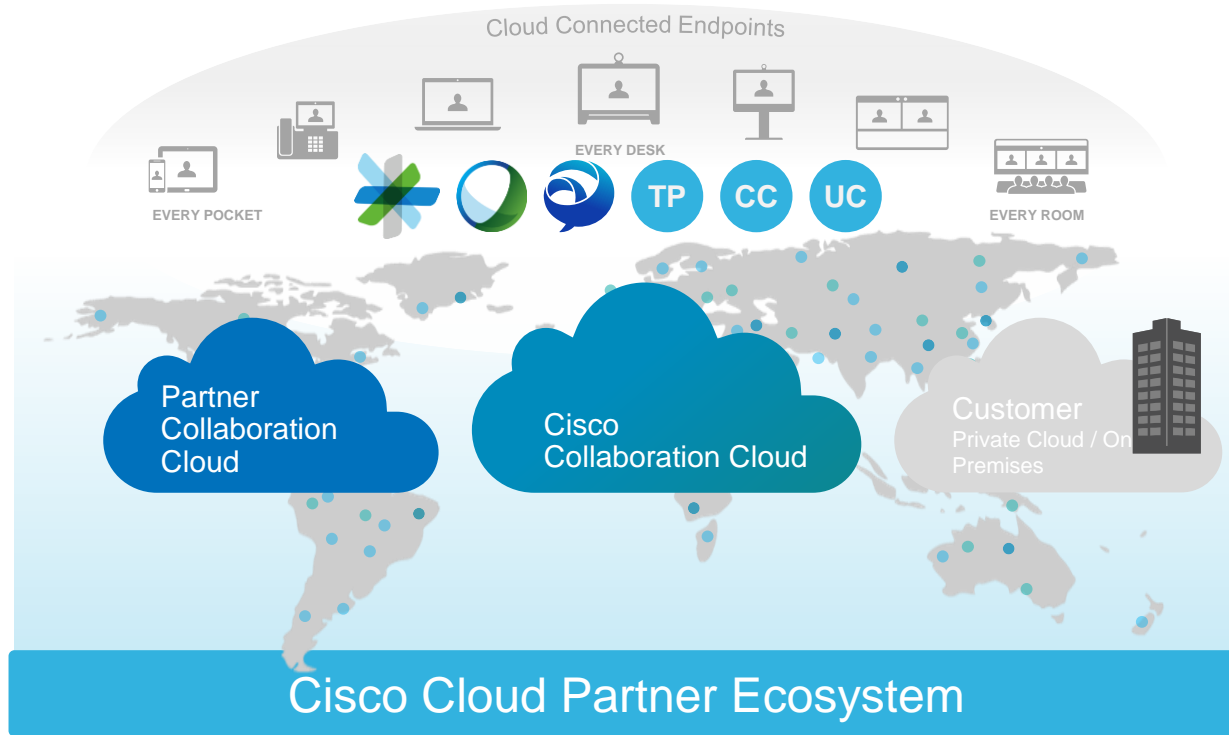 Cloud Connected Endpoints
EVERY DESK
EVERY POCKET
EVERY ROOM
TP
CC
UC
Partner
Collaboration
Cloud
Cisco
Collaboration Cloud
Customer
Private Cloud / On
Premises
Cisco Cloud Partner Ecosystem